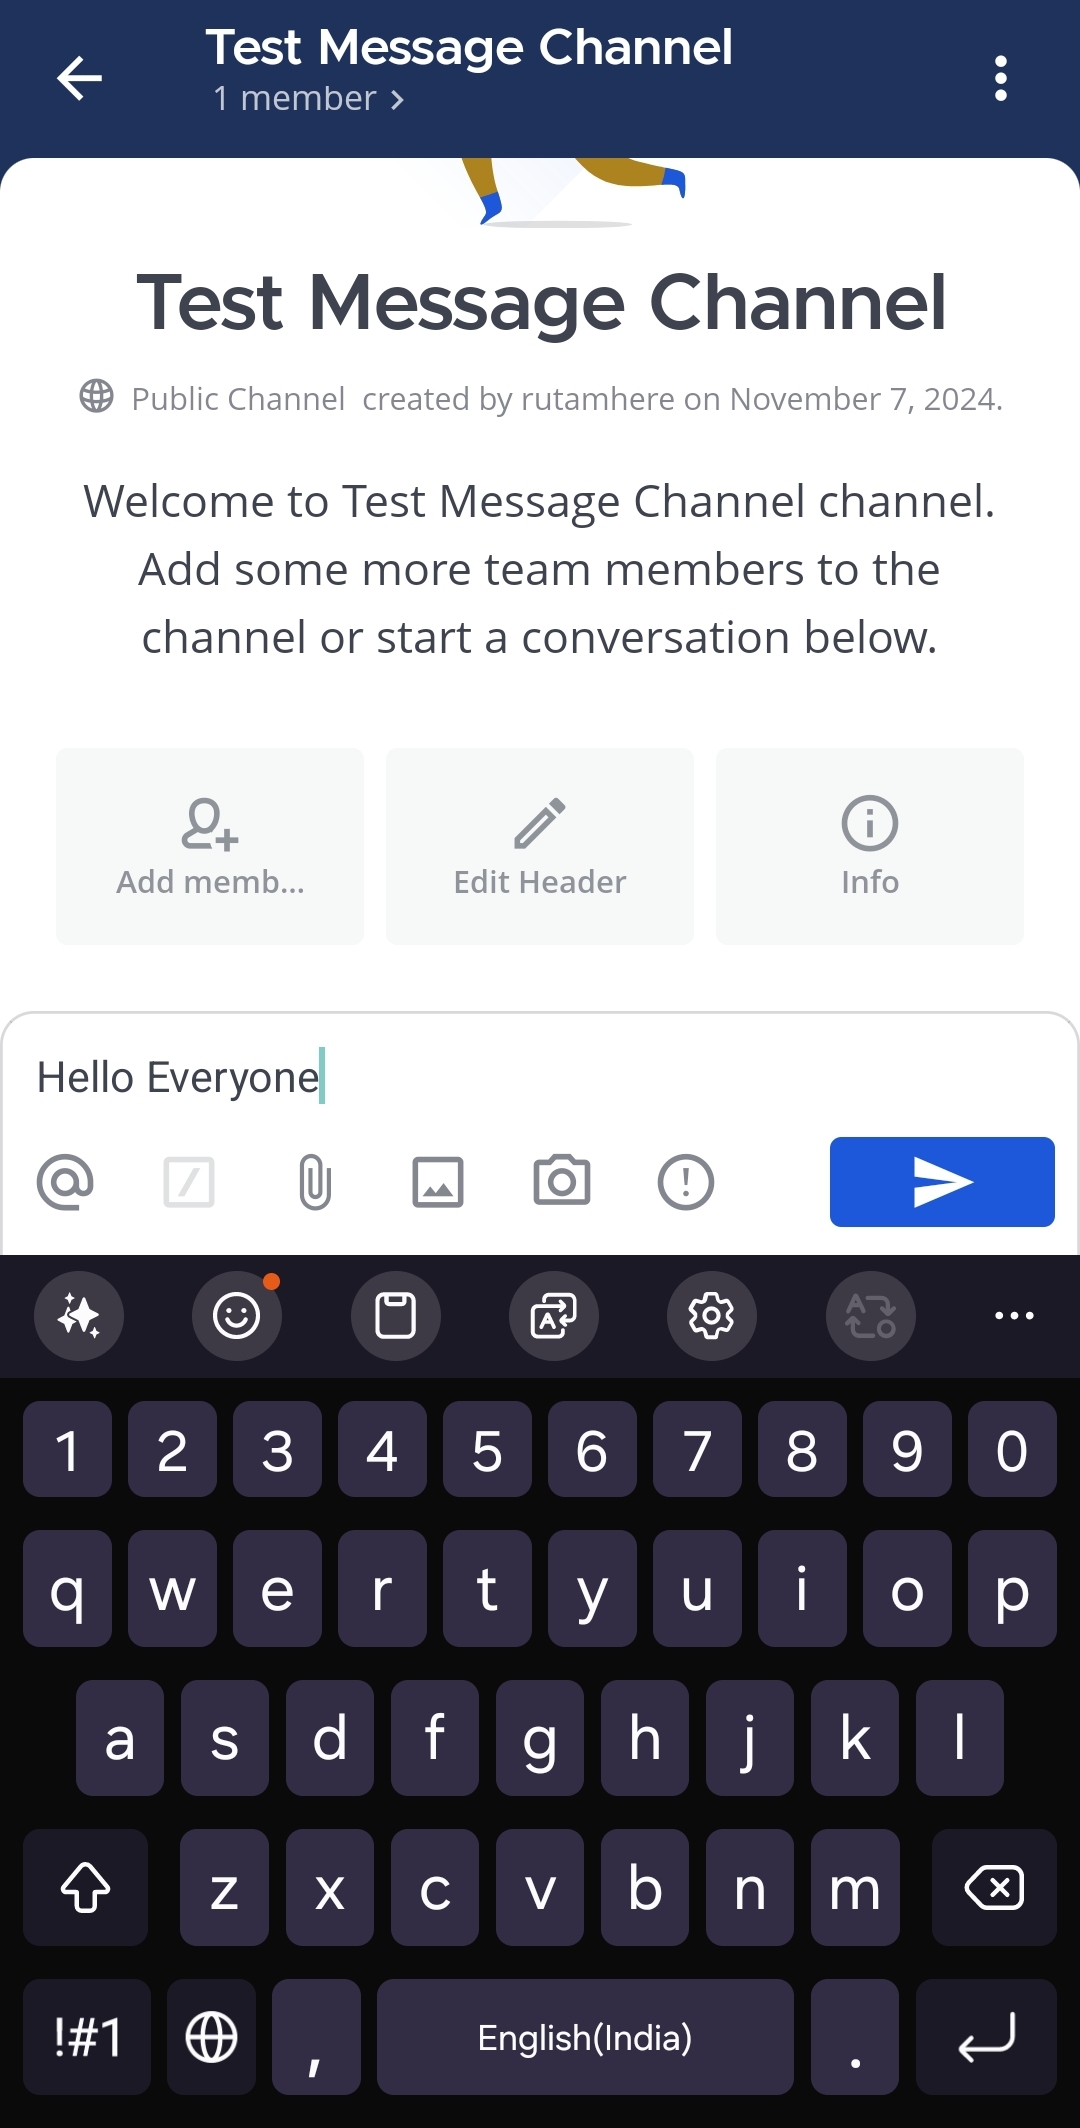 Test Message Channel
1 member >
Test Message Channel
Public Channel created by rutamhere on November 7, 2024.
Welcome to Test Message Channel channel.
Add some more team members to the
channel or start a conversation below.
Add memb... Edit Header Info
Hello Everyone
1 2 3 4 5 6 7 8 9 0
q w e r t y u i o p
a s d f g h j k l
z x c v b n m
!#1 , English(India) .